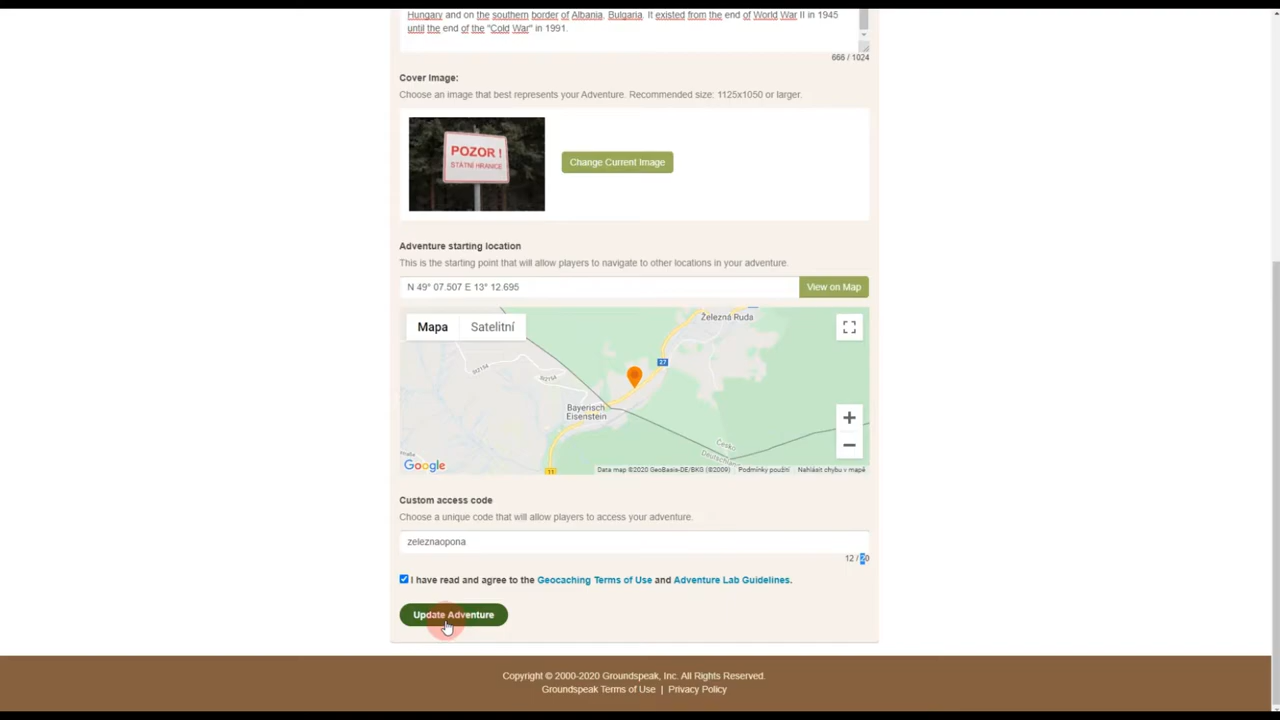 Hungary and on the southern border of Albania, Bulgaria. It existed from the end of World War II in 1945
until the end of the "Cold War" in 1991.
666 / 1024
Cover Image:
Choose an image that best represents your Adventure. Recommended size: 1125x1050 or larger.
POZOR !
STÁTNÍ HRANICE
Change Current Image
Adventure starting location
This is the starting point that will allow players to navigate to other locations in your adventure.
N 49° 07.507 E 13° 12.695
View on Map
Mapa
Satelitní
Železná Ruda
27
St2154
St2154
Bayerisch
Eisenstein
Česko
Deutschland
11
Google
Data map ©2020 GeoBasis-DE/BKG (©2009)
Podmínky použití
Nahlásit chybu v mapě
Custom access code
Choose a unique code that will allow players to access your adventure.
zeleznaopona
12 / 20
I have read and agree to the Geocaching Terms of Use and Adventure Lab Guidelines.
Update Adventure
Copyright © 2000-2020 Groundspeak, Inc. All Rights Reserved.
Groundspeak Terms of Use | Privacy Policy